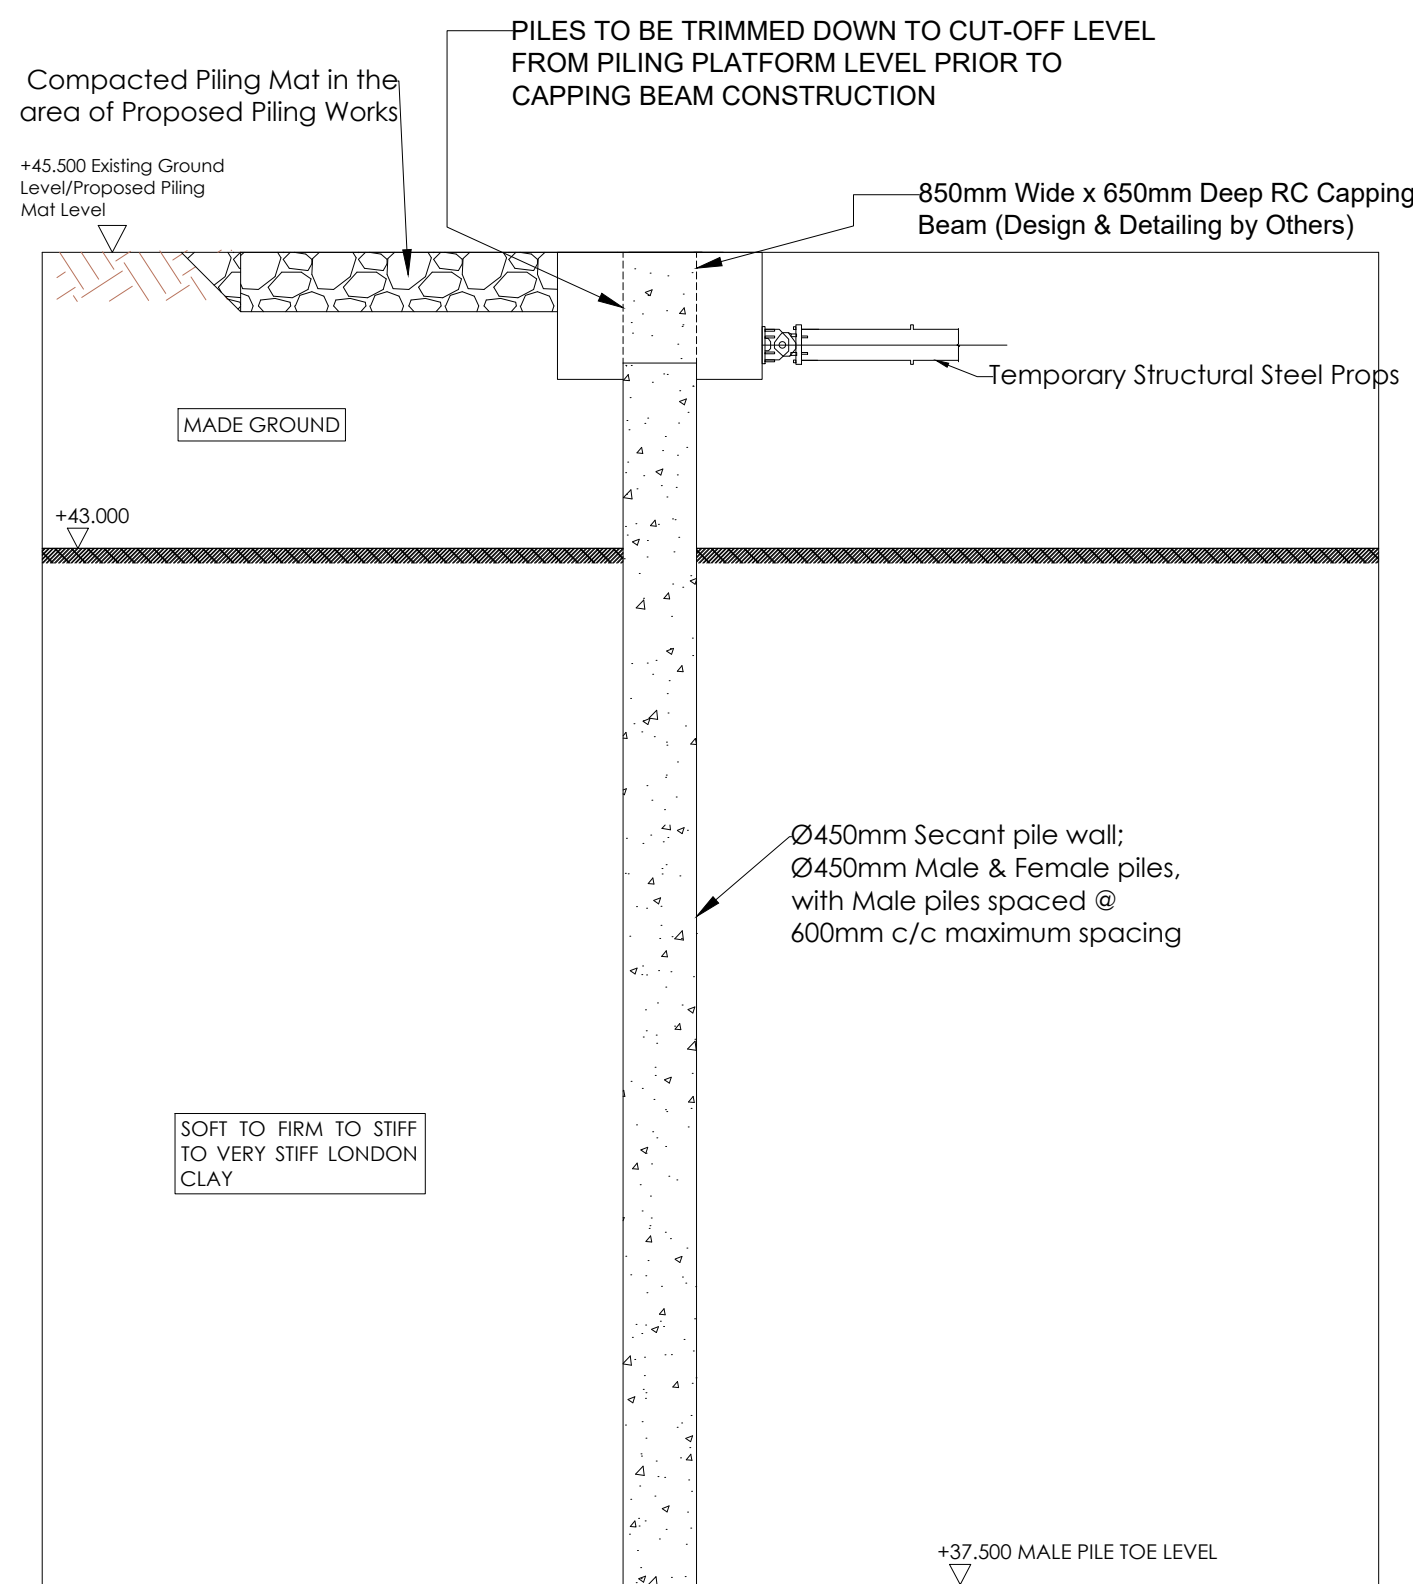 PILES TO BE TRIMMED DOWN TO CUT-OFF LEVEL
FROM PILING PLATFORM LEVEL PRIOR TO
CAPPING BEAM CONSTRUCTION
Compacted Piling Mat in the
area of Proposed Piling Works
+45.500 Existing Ground
Level/Proposed Piling
Mat Level
850mm Wide x 650mm Deep RC Capping
Beam (Design & Detailing by Others)
Temporary Structural Steel Props
MADE GROUND
+43.000
Ø450mm Secant pile wall;
Ø450mm Male & Female piles,
with Male piles spaced @
600mm c/c maximum spacing
SOFT TO FIRM TO STIFF
TO VERY STIFF LONDON
CLAY
+37.500 MALE PILE TOE LEVEL